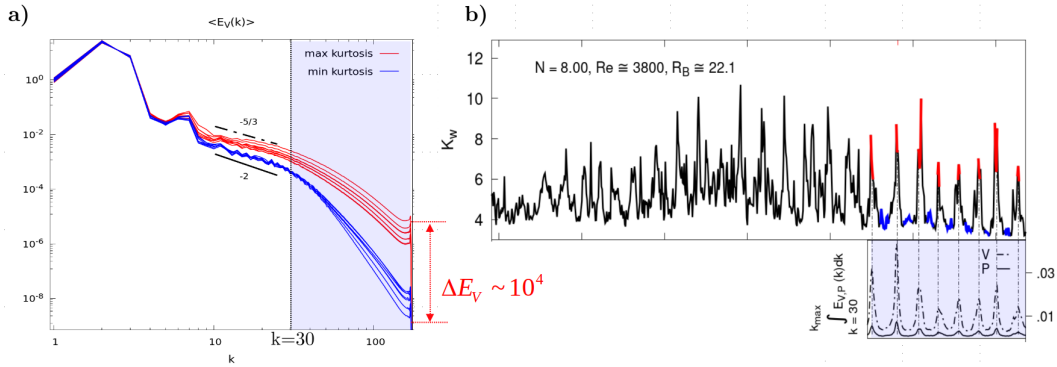 a)
<E_V(k)>
max kurtosis
min kurtosis
-5/3
-2
10^0
10^-2
10^-4
10^-6
10^-8
1
10
k=30
100
k
ΔE_V ~10^4
b)
N = 8.00, Re ≅ 3800, R_B ≅ 22.1
K_w
12
10
8
6
4
V
P
.03
.01
k_max
∫ E_V,P (k)dk
k = 30